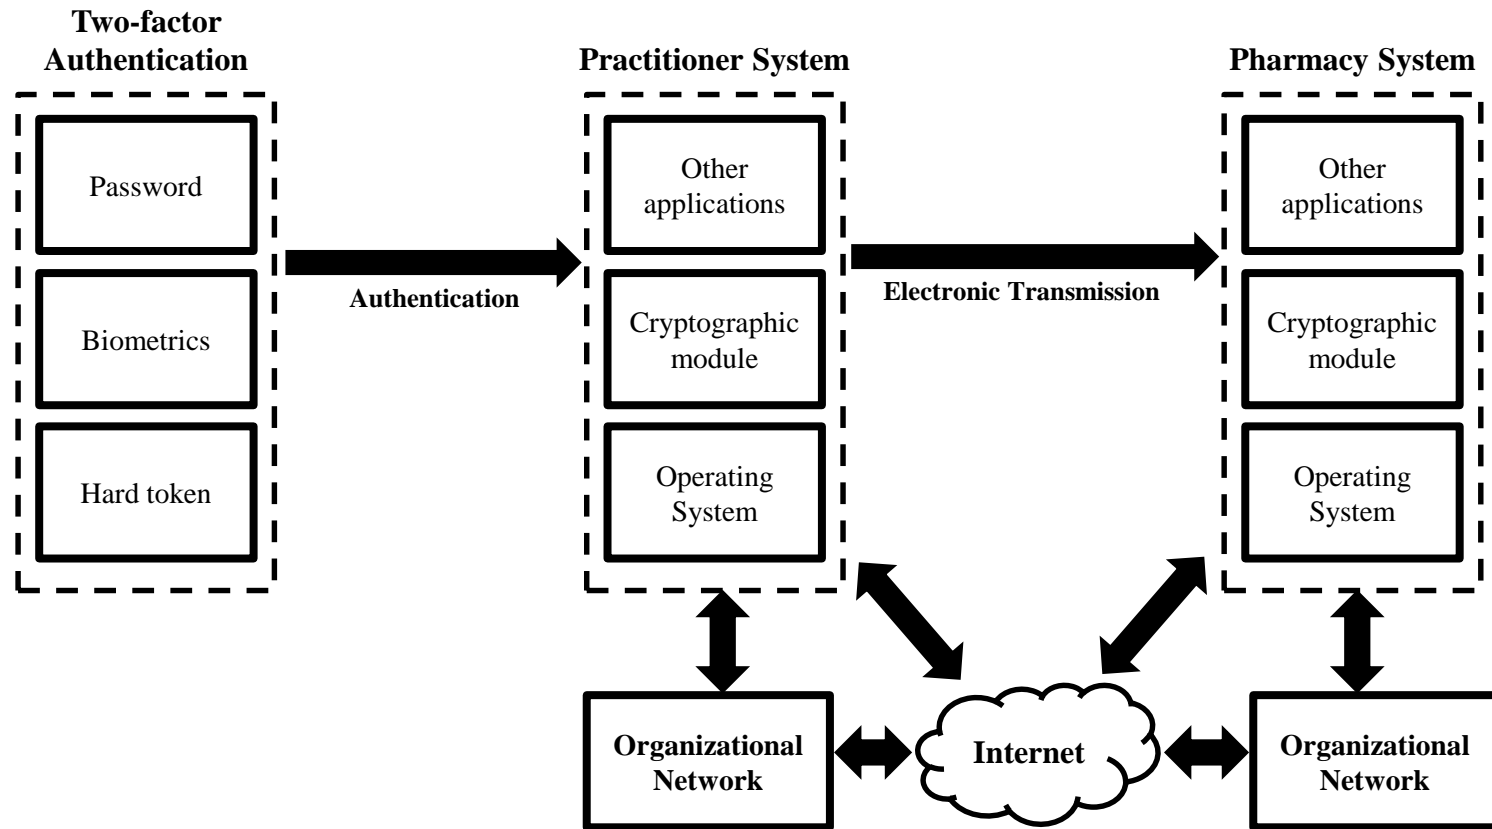 Two-factor
Authentication
Password
Biometrics
Hard token
Authentication
Practitioner System
Other
applications
Cryptographic
module
Operating
System
Electronic Transmission
Pharmacy System
Other
applications
Cryptographic
module
Operating
System
Organizational
Network
Internet
Organizational
Network